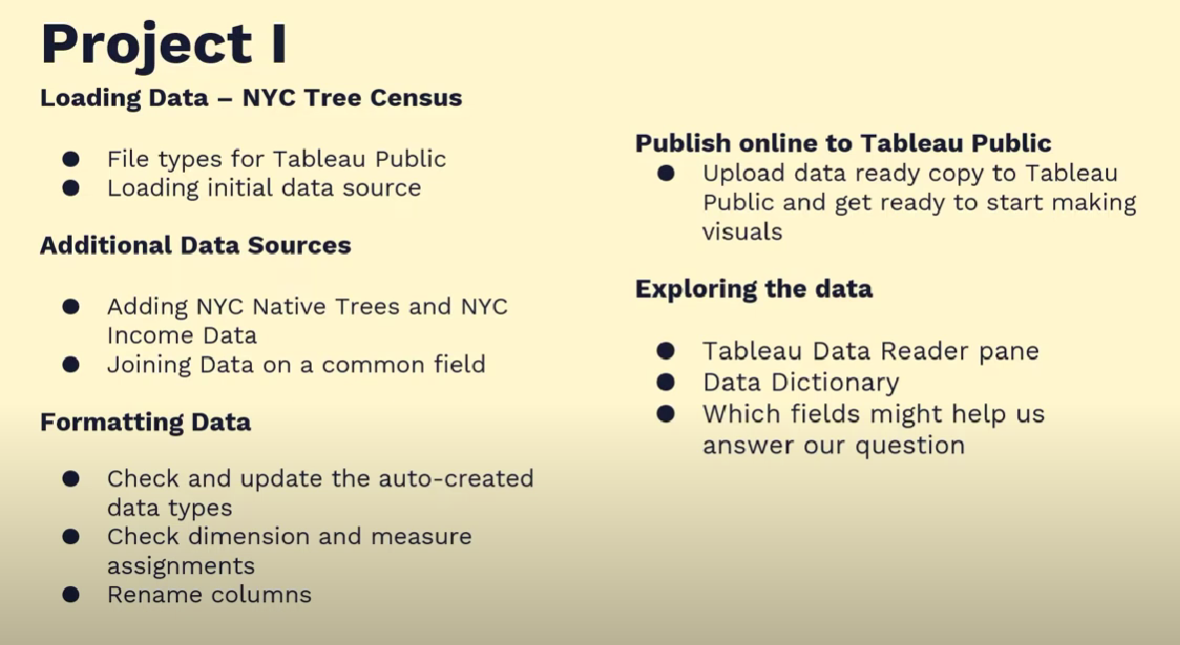 Project I
Loading Data – NYC Tree Census
● File types for Tableau Public
● Loading initial data source
Additional Data Sources
● Adding NYC Native Trees and NYC
Income Data
● Joining Data on a common field
Formatting Data
● Check and update the auto-created
data types
● Check dimension and measure
assignments
● Rename columns
Publish online to Tableau Public
● Upload data ready copy to Tableau
Public and get ready to start making
visuals
Exploring the data
● Tableau Data Reader pane
● Data Dictionary
● Which fields might help us
answer our question